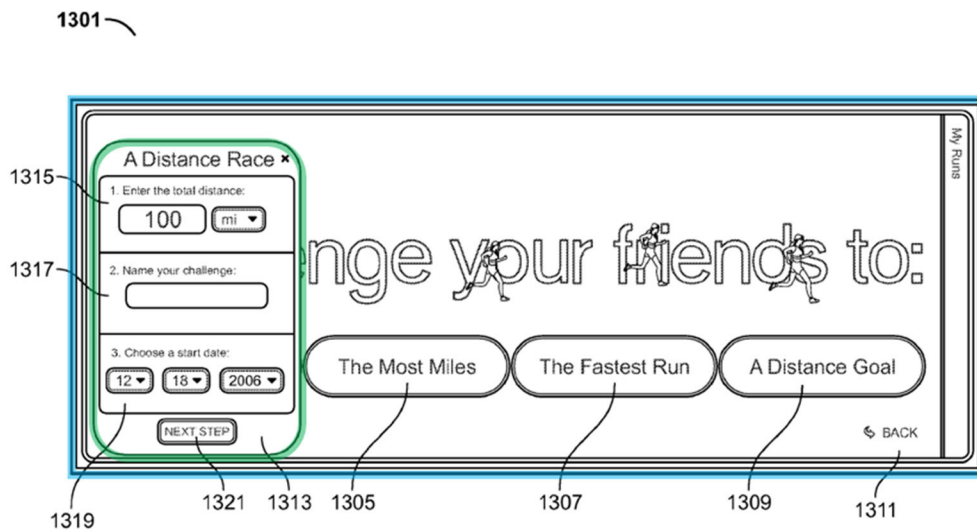 1301
My Runs
A Distance Race ×
1315
1. Enter the total distance:
100 mi
nge your friends to:
1317
2. Name your challenge:
3. Choose a start date:
12 18 2006
The Most Miles The Fastest Run A Distance Goal
NEXT STEP
BACK
1319 1321 1313 1305 1307 1309 1311